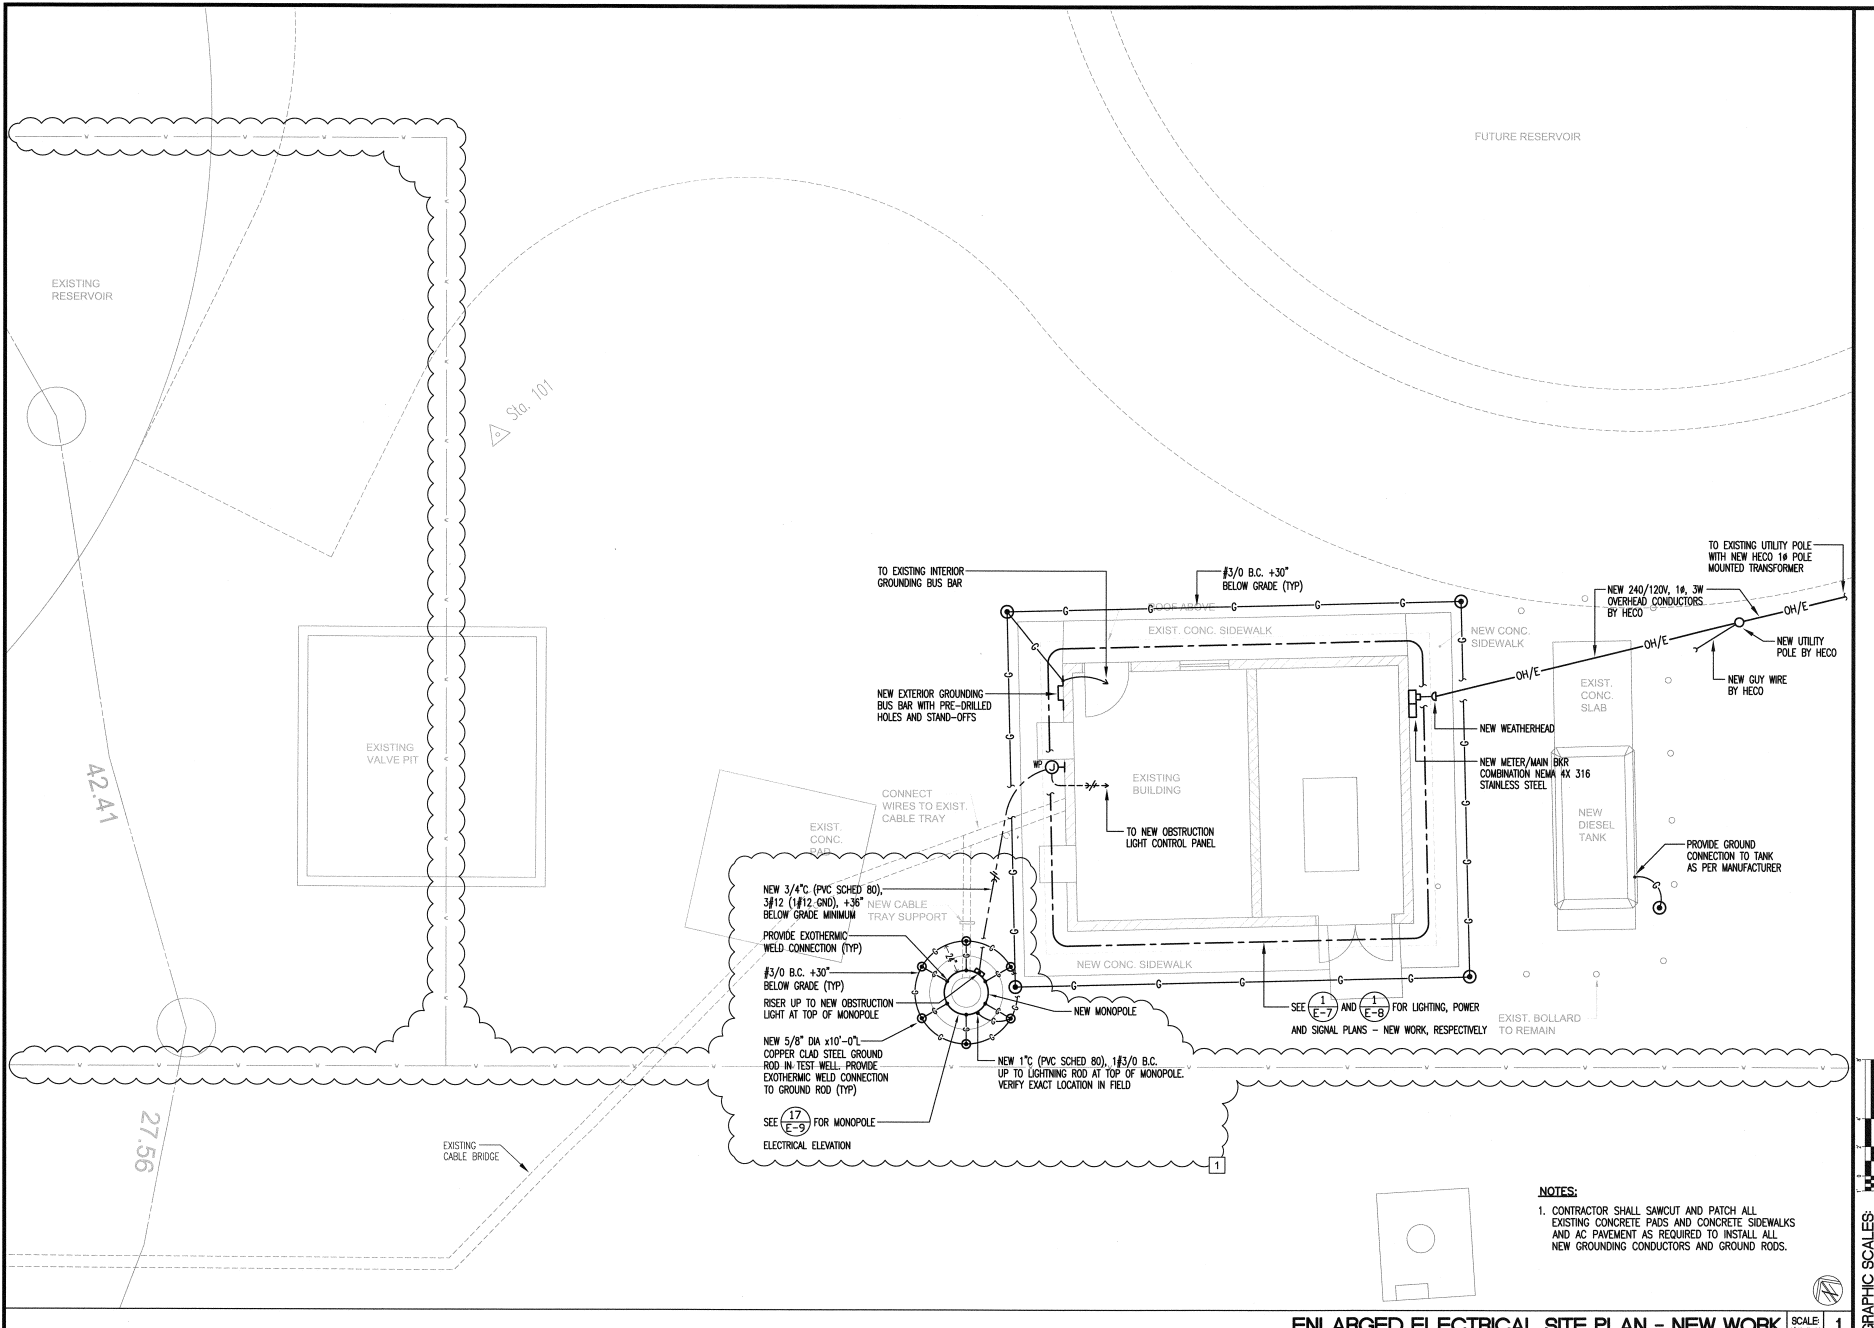 FUTURE RESERVOIR
EXISTING
RESERVOIR
Sta. 101
42.41
27.56
EXISTING
VALVE PIT
EXIST.
CONC.
PAD
CONNECT
WIRES TO EXIST.
CABLE TRAY
NEW CABLE
TRAY SUPPORT
TO EXISTING INTERIOR
GROUNDING BUS BAR
#3/0 B.C. +30"
BELOW GRADE (TYP)
ROOF ABOVE
EXIST. CONC. SIDEWALK
NEW CONC.
SIDEWALK
NEW EXTERIOR GROUNDING
BUS BAR WITH PRE-DRILLED
HOLES AND STAND-OFFS
WP
J
EXISTING
BUILDING
TO NEW OBSTRUCTION
LIGHT CONTROL PANEL
NEW CONC. SIDEWALK
TO EXISTING UTILITY POLE
WITH NEW HECO 1ø POLE
MOUNTED TRANSFORMER
NEW 240/120V, 1ø, 3W
OVERHEAD CONDUCTORS
BY HECO
OH/E
OH/E
OH/E
NEW UTILITY
POLE BY HECO
NEW GUY WIRE
BY HECO
EXIST.
CONC.
SLAB
NEW WEATHERHEAD
NEW METER/MAIN BKR
COMBINATION NEMA 4X 316
STAINLESS STEEL
NEW
DIESEL
TANK
PROVIDE GROUND
CONNECTION TO TANK
AS PER MANUFACTURER
NEW 3/4"C (PVC SCHED 80),
3#12 (1#12 GND), +36"
BELOW GRADE MINIMUM
PROVIDE EXOTHERMIC
WELD CONNECTION (TYP)
24"
#3/0 B.C. +30"
BELOW GRADE (TYP)
RISER UP TO NEW OBSTRUCTION
LIGHT AT TOP OF MONOPOLE
NEW MONOPOLE
NEW 5/8" DIA x10'-0"L
COPPER CLAD STEEL GROUND
ROD IN TEST WELL. PROVIDE
EXOTHERMIC WELD CONNECTION
TO GROUND ROD (TYP)
NEW 1"C (PVC SCHED 80), 1#3/0 B.C.
UP TO LIGHTNING ROD AT TOP OF MONOPOLE.
VERIFY EXACT LOCATION IN FIELD
SEE 17/E-9 FOR MONOPOLE
ELECTRICAL ELEVATION
SEE 1/E-7 AND 1/E-8 FOR LIGHTING, POWER
AND SIGNAL PLANS - NEW WORK, RESPECTIVELY
EXIST. BOLLARD
TO REMAIN
EXISTING
CABLE BRIDGE
1
NOTES:
1. CONTRACTOR SHALL SAWCUT AND PATCH ALL
EXISTING CONCRETE PADS AND CONCRETE SIDEWALKS
AND AC PAVEMENT AS REQUIRED TO INSTALL ALL
NEW GROUNDING CONDUCTORS AND GROUND RODS.
ENLARGED ELECTRICAL SITE PLAN - NEW WORK
SCALE:
1
GRAPHIC SCALES: